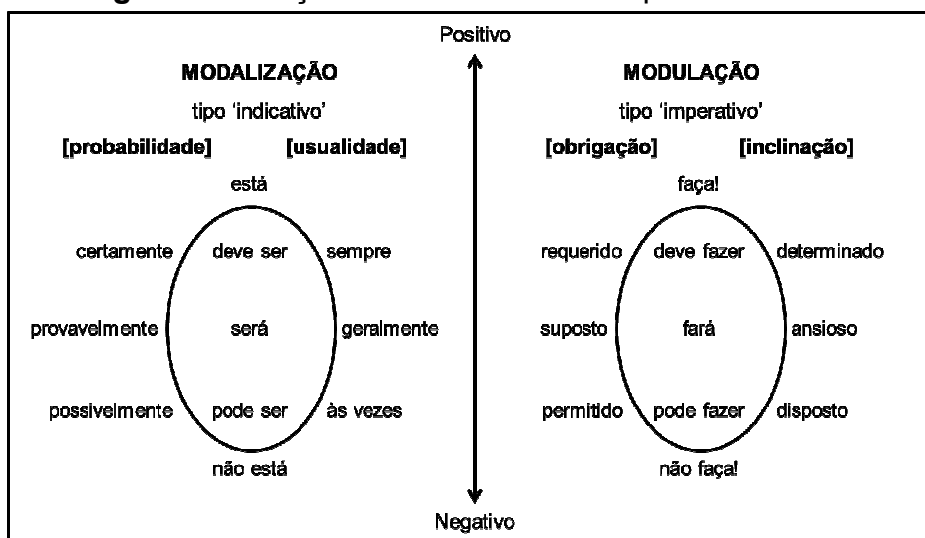 Positivo
MODALIZAÇÃO MODULAÇÃO
tipo 'indicativo' tipo 'imperativo'
[probabilidade] [usualidade] [obrigação] [inclinação]
está faça!
certamente deve ser sempre requerido deve fazer determinado
provavelmente será geralmente suposto fará ansioso
possivelmente pode ser às vezes permitido pode fazer disposto
não está não faça!
Negativo